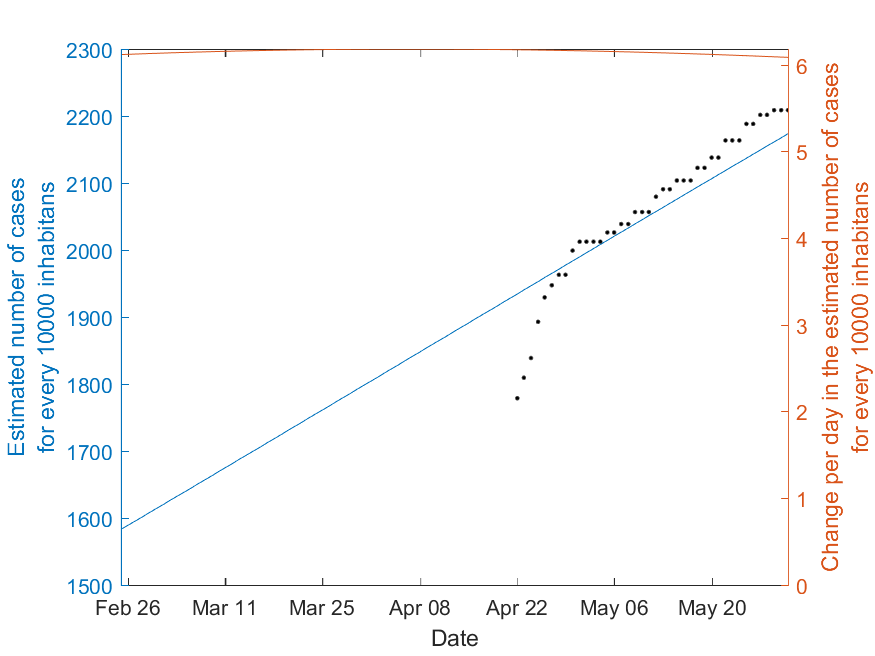 2300
2200
2100
2000
1900
1800
1700
1600
1500
Estimated number of cases
for every 10000 inhabitans
6
5
4
3
2
1
0
Change per day in the estimated number of cases
for every 10000 inhabitans
Feb 26 Mar 11 Mar 25 Apr 08 Apr 22 May 06 May 20
Date